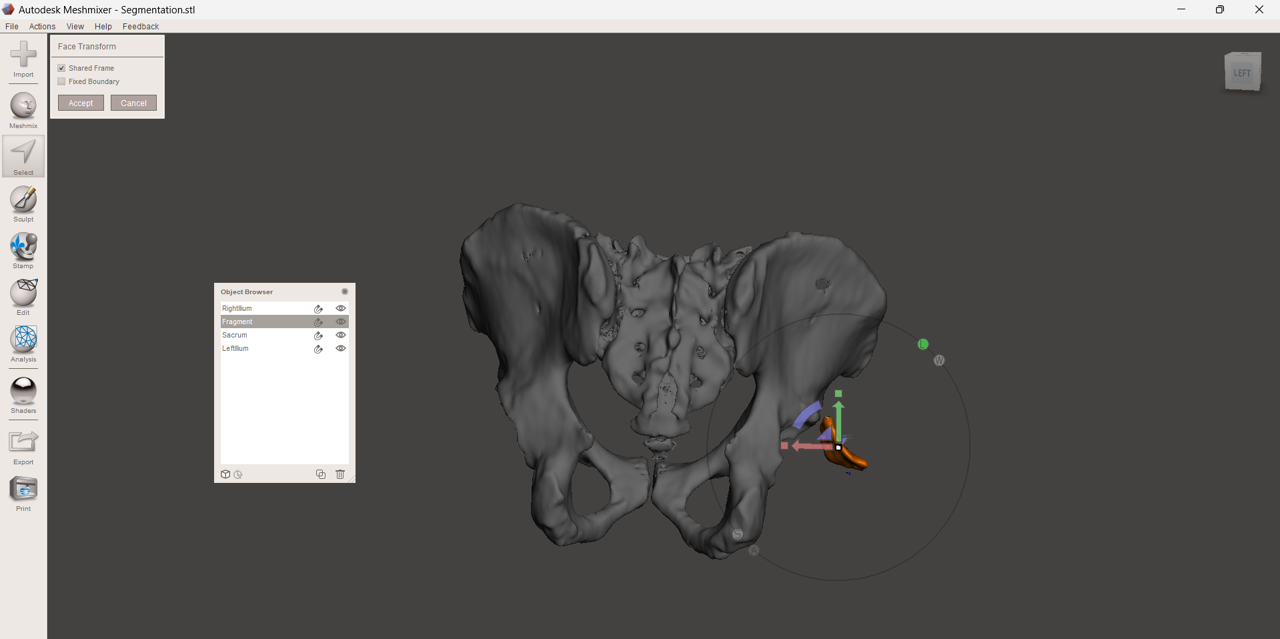 Autodesk Meshmixer - Segmentation.stl
File Actions View Help Feedback
Face Transform
Shared Frame
Fixed Boundary
Accept Cancel
Import
Meshmix
Select
Sculpt
Stamp
Edit
Analysis
Shaders
Export
Print
Object Browser
RightIlium
Fragment
Sacrum
LeftIlium
LEFT
L
W
S
A